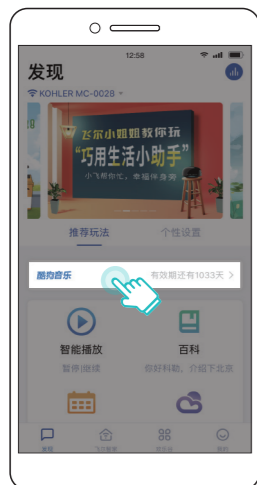 12:58
发现
KOHLER MC-0028
飞尔小姐姐教你玩
“巧用生活小助手”
小飞帮你忙，幸福伴身旁
推荐玩法 个性设置
酷狗音乐 有效期还有1033天
智能播放 百科
暂停|继续 你好科勒，介绍下北京
发现